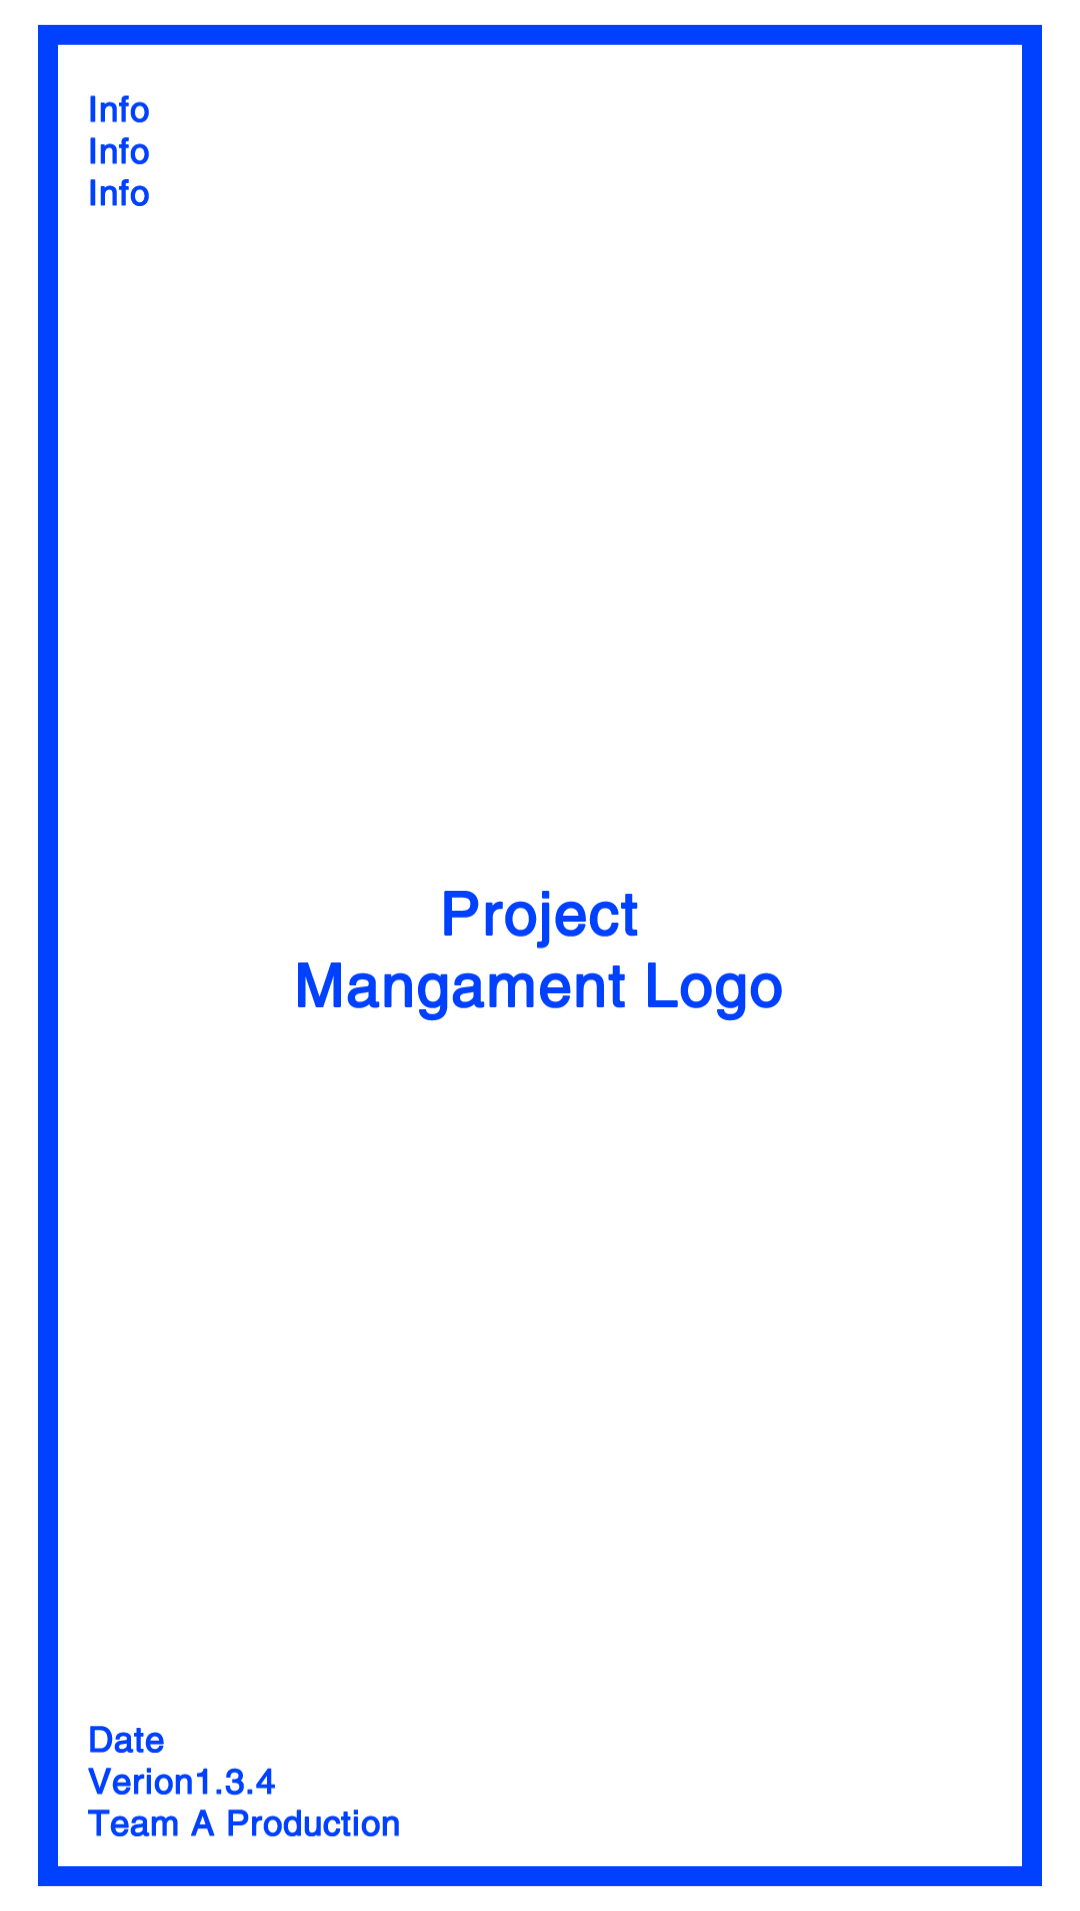 Info
Info
Info
Project
Mangament Logo
Date
Verion1.3.4
Team A Production